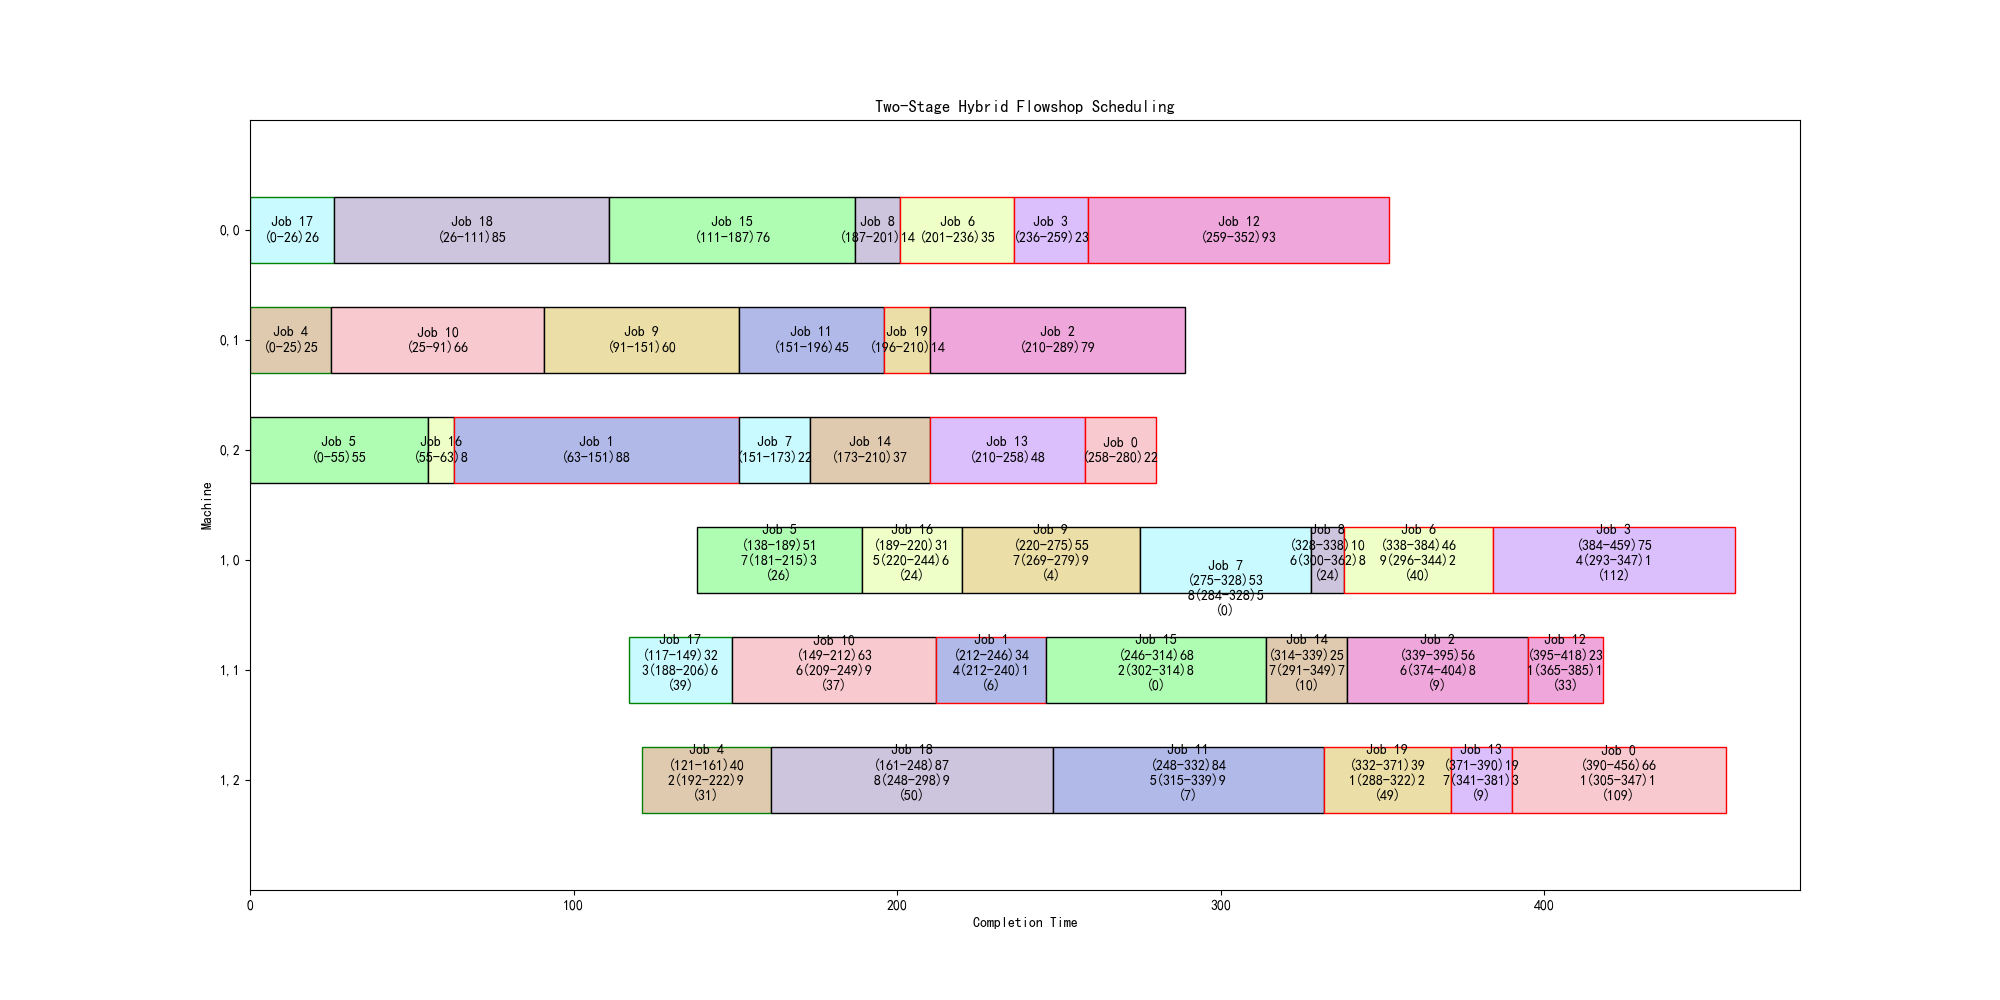 Two-Stage Hybrid Flowshop Scheduling
0,0
Job 17
(0-26)26
Job 18
(26-111)85
Job 15
(111-187)76
Job 8
(187-201)14
Job 6
(201-236)35
Job 3
(236-259)23
Job 12
(259-352)93
0,1
Job 4
(0-25)25
Job 10
(25-91)66
Job 9
(91-151)60
Job 11
(151-196)45
Job 19
(196-210)14
Job 2
(210-289)79
0,2
Job 5
(0-55)55
Job 16
(55-63)8
Job 1
(63-151)88
Job 7
(151-173)22
Job 14
(173-210)37
Job 13
(210-258)48
Job 0
(258-280)22
Machine
1,0
Job 5
(138-189)51
7(181-215)3
(26)
Job 16
(189-220)31
5(220-244)6
(24)
Job 9
(220-275)55
7(269-279)9
(4)
Job 7
(275-328)53
8(284-328)5
(0)
Job 8
(328-338)10
6(300-362)8
(24)
Job 6
(338-384)46
9(296-344)2
(40)
Job 3
(384-459)75
4(293-347)1
(112)
1,1
Job 17
(117-149)32
3(188-206)6
(39)
Job 10
(149-212)63
6(209-249)9
(37)
Job 1
(212-246)34
4(212-240)1
(6)
Job 15
(246-314)68
2(302-314)8
(0)
Job 14
(314-339)25
7(291-349)7
(10)
Job 2
(339-395)56
6(374-404)8
(9)
Job 12
(395-418)23
1(365-385)1
(33)
1,2
Job 4
(121-161)40
2(192-222)9
(31)
Job 18
(161-248)87
8(248-298)9
(50)
Job 11
(248-332)84
5(315-339)9
(7)
Job 19
(332-371)39
1(288-322)2
(49)
Job 13
(371-390)19
7(341-381)3
(9)
Job 0
(390-456)66
1(305-347)1
(109)
0
100
200
300
400
Completion Time